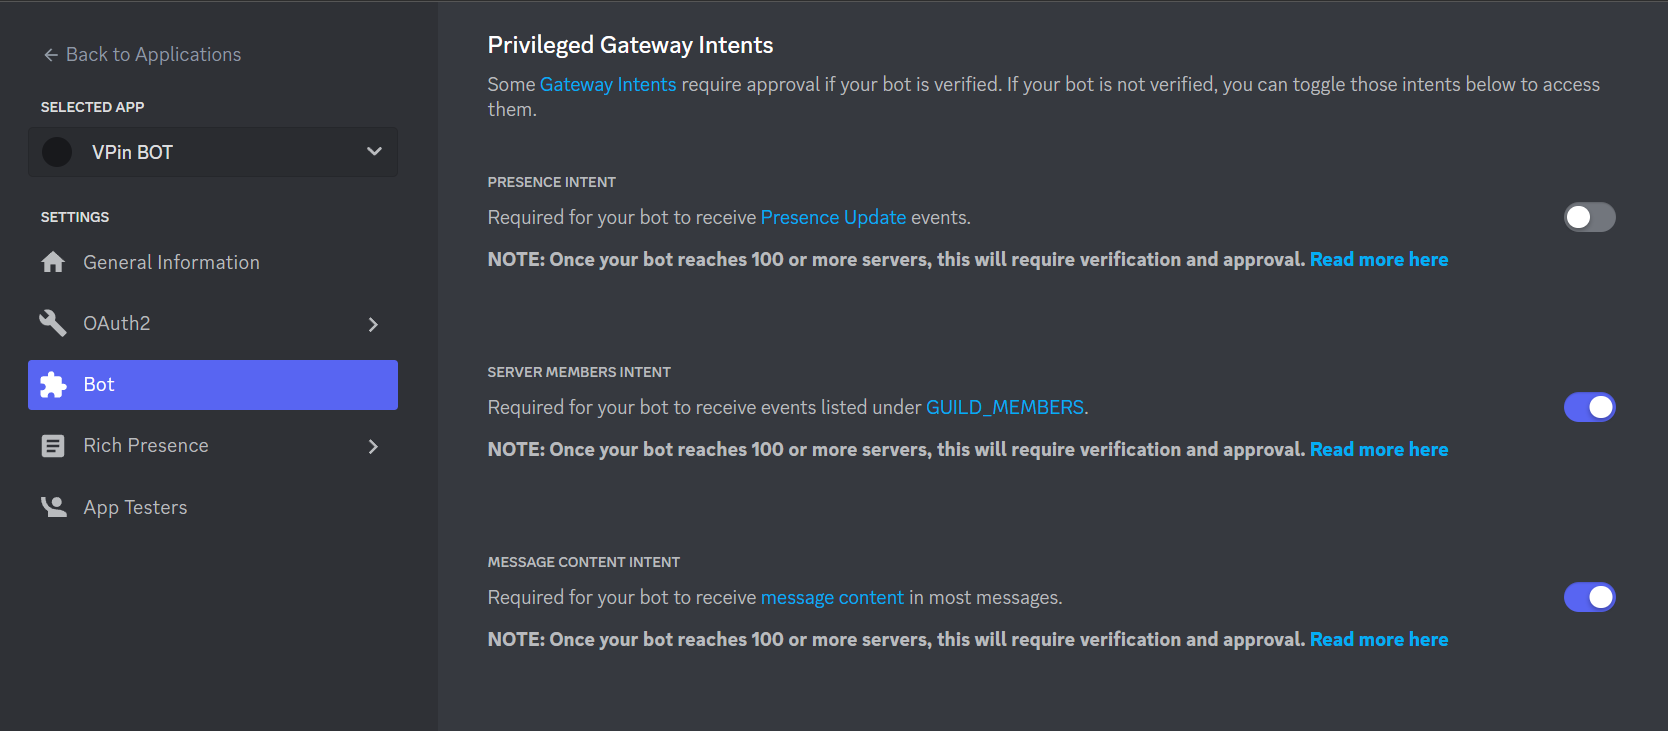 Back to Applications
SELECTED APP
VPin BOT
SETTINGS
General Information
OAuth2
Bot
Rich Presence
App Testers
Privileged Gateway Intents
Some Gateway Intents require approval if your bot is verified. If your bot is not verified, you can toggle those intents below to access
them.
PRESENCE INTENT
Required for your bot to receive Presence Update events.
NOTE: Once your bot reaches 100 or more servers, this will require verification and approval. Read more here
SERVER MEMBERS INTENT
Required for your bot to receive events listed under GUILD_MEMBERS.
NOTE: Once your bot reaches 100 or more servers, this will require verification and approval. Read more here
MESSAGE CONTENT INTENT
Required for your bot to receive message content in most messages.
NOTE: Once your bot reaches 100 or more servers, this will require verification and approval. Read more here